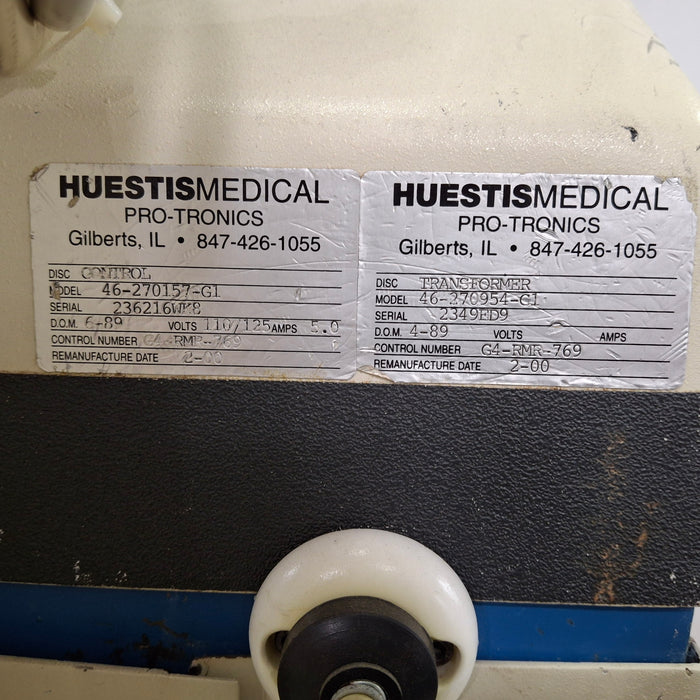 HUESTISMEDICAL
PRO-TRONICS
Gilberts, IL • 847-426-1055
DISC CONTROL
MODEL 46-270157-G1
SERIAL 236216WK8
D.O.M. 6-89 VOLTS 110/125 AMPS 5.0
CONTROL NUMBER G4-RMR-769
REMANUFACTURE DATE 2-00
HUESTISMEDICAL
PRO-TRONICS
Gilberts, IL • 847-426-1055
DISC TRANSFORMER
MODEL 46-270954-G1
SERIAL 2349ED9
D.O.M. 4-89 VOLTS AMPS
CONTROL NUMBER G4-RMR-769
REMANUFACTURE DATE 2-00